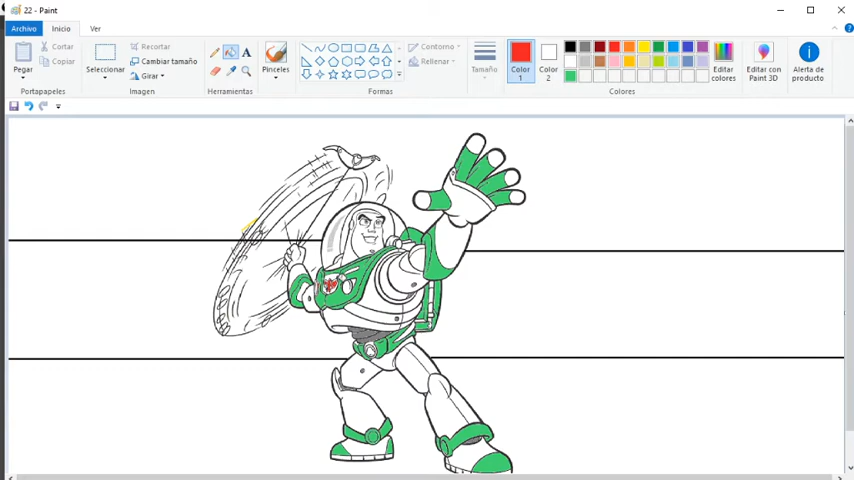 22 - Paint
Archivo Inicio Ver
Pegar
Cortar
Copiar
Seleccionar
Recortar
Cambiar tamaño
Girar
A
Pinceles
Contorno
Rellenar
Tamaño
Color 1
Color 2
Editar colores
Editar con Paint 3D
Alerta de producto
Portapapeles Imagen Herramientas Formas Colores